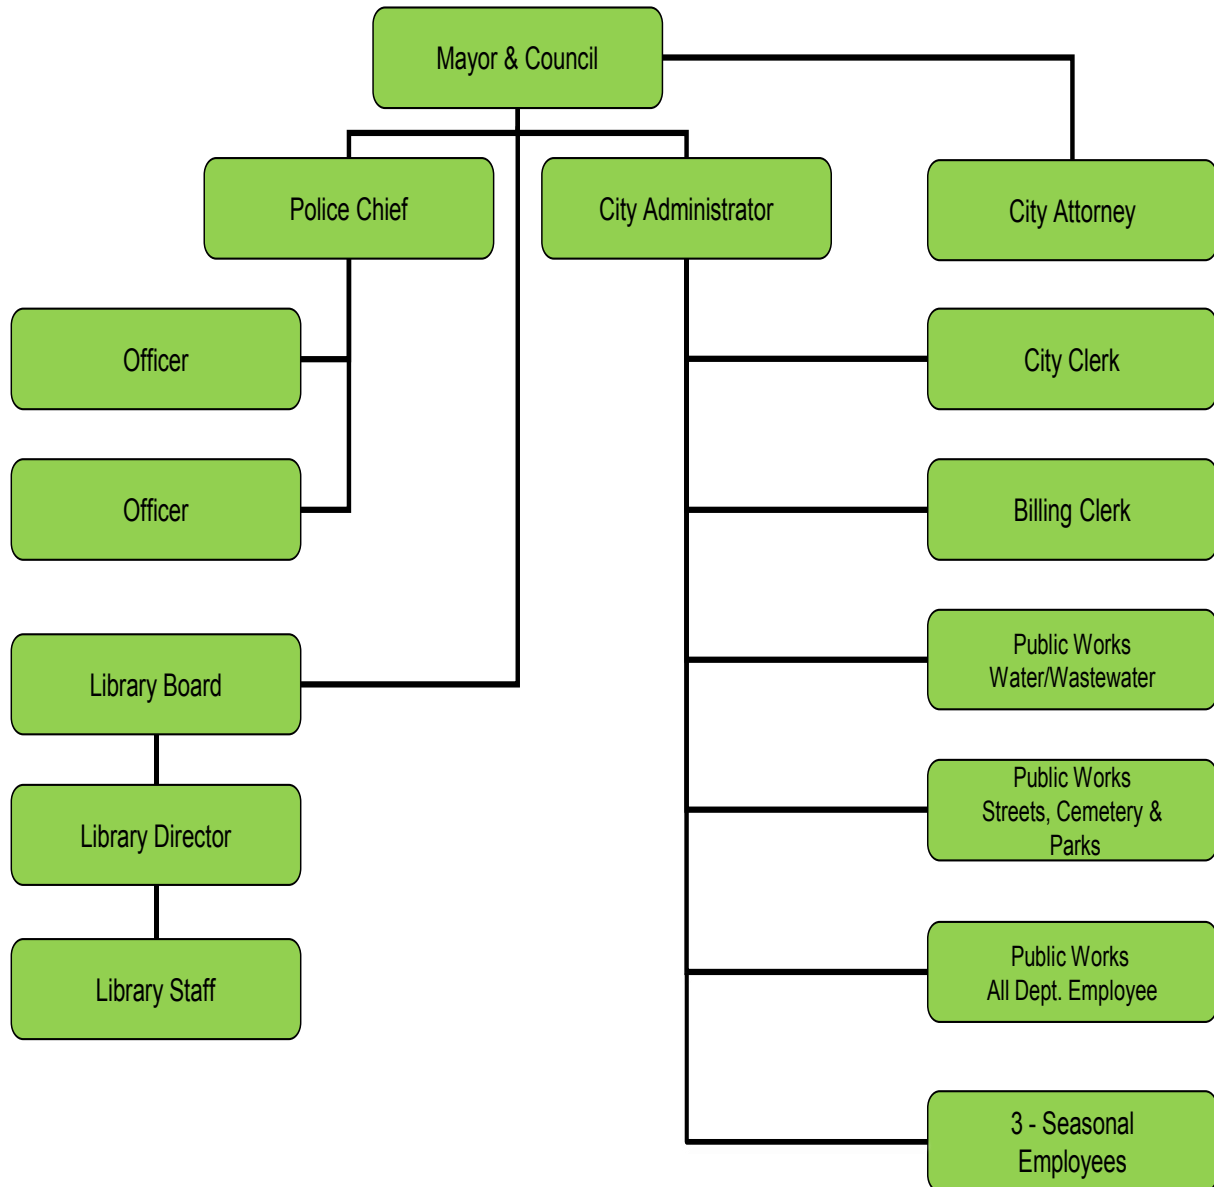 Mayor & Council
Police Chief
City Administrator
City Attorney
Officer
City Clerk
Officer
Billing Clerk
Library Board
Public Works
Water/Wastewater
Library Director
Public Works
Streets, Cemetery &
Parks
Library Staff
Public Works
All Dept. Employee
3 - Seasonal
Employees